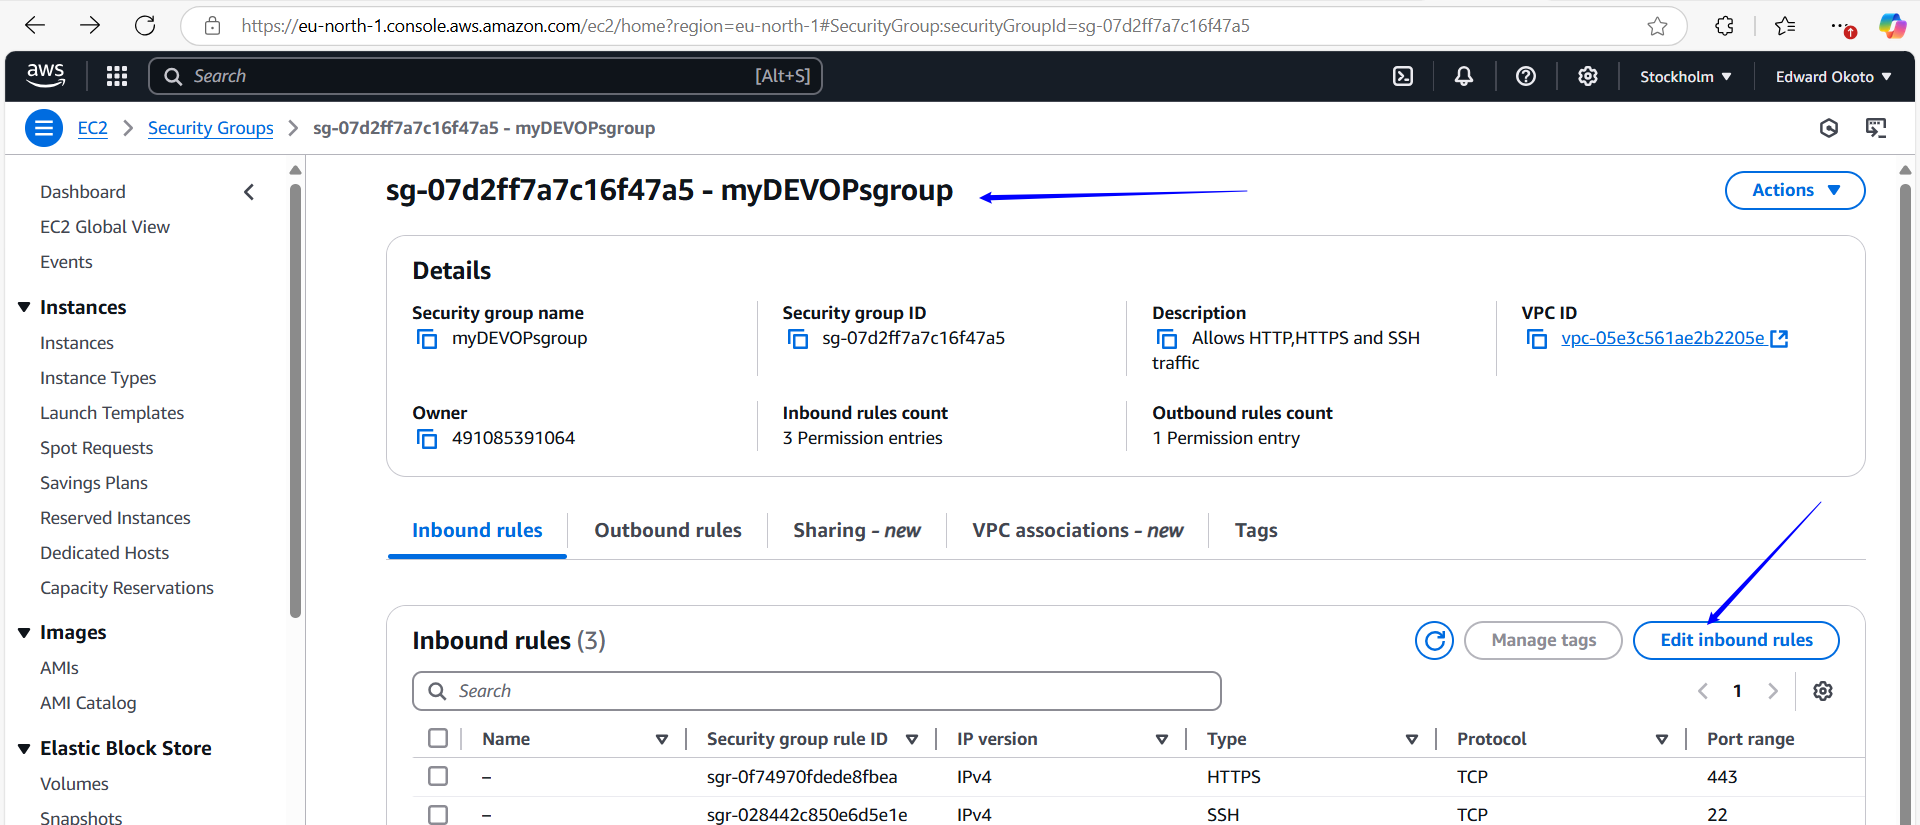 https://eu-north-1.console.aws.amazon.com/ec2/home?region=eu-north-1#SecurityGroup:securityGroupId=sg-07d2ff7a7c16f47a5
aws
Search [Alt+S]
Stockholm
Edward Okoto
EC2
Security Groups
sg-07d2ff7a7c16f47a5 - myDEVOPsgroup
Dashboard
EC2 Global View
Events
Instances
Instances
Instance Types
Launch Templates
Spot Requests
Savings Plans
Reserved Instances
Dedicated Hosts
Capacity Reservations
Images
AMIs
AMI Catalog
Elastic Block Store
Volumes
Snapshots
sg-07d2ff7a7c16f47a5 - myDEVOPsgroup
Actions
Details
Security group name
myDEVOPsgroup
Security group ID
sg-07d2ff7a7c16f47a5
Description
Allows HTTP,HTTPS and SSH
traffic
VPC ID
vpc-05e3c561ae2b2205e
Owner
491085391064
Inbound rules count
3 Permission entries
Outbound rules count
1 Permission entry
Inbound rules
Outbound rules
Sharing - new
VPC associations - new
Tags
Inbound rules (3)
Manage tags
Edit inbound rules
Search
1
Name Security group rule ID IP version Type Protocol Port range
– sgr-0f74970fdede8fbea IPv4 HTTPS TCP 443
– sgr-028442c850e6d5e1e IPv4 SSH TCP 22